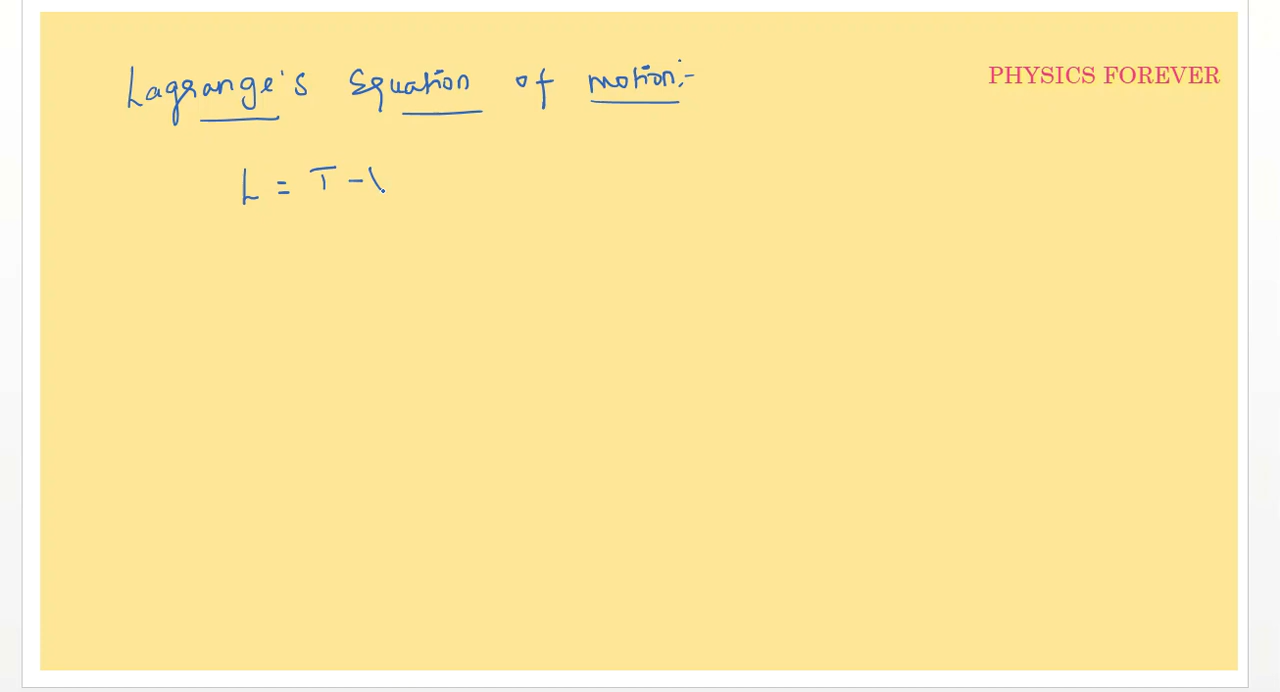 Lagrange's Equation of motion:-
PHYSICS FOREVER
L = T -